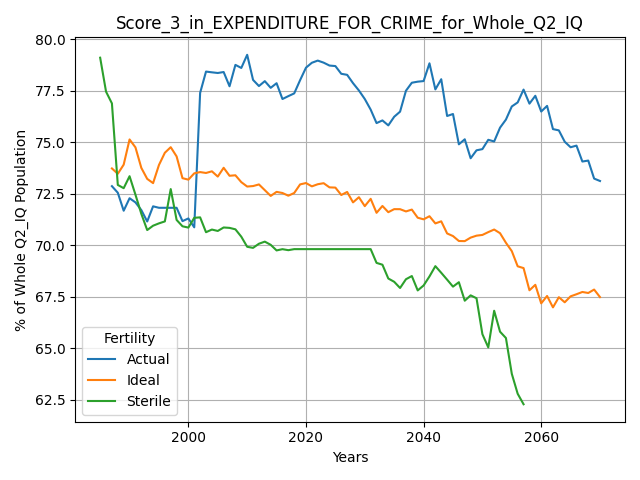 Score_3_in_EXPENDITURE_FOR_CRIME_for_Whole_Q2_IQ
80.0
77.5
75.0
72.5
70.0
67.5
65.0
62.5
% of Whole Q2_IQ Population
Fertility
Actual
Ideal
Sterile
2000
2020
2040
2060
Years